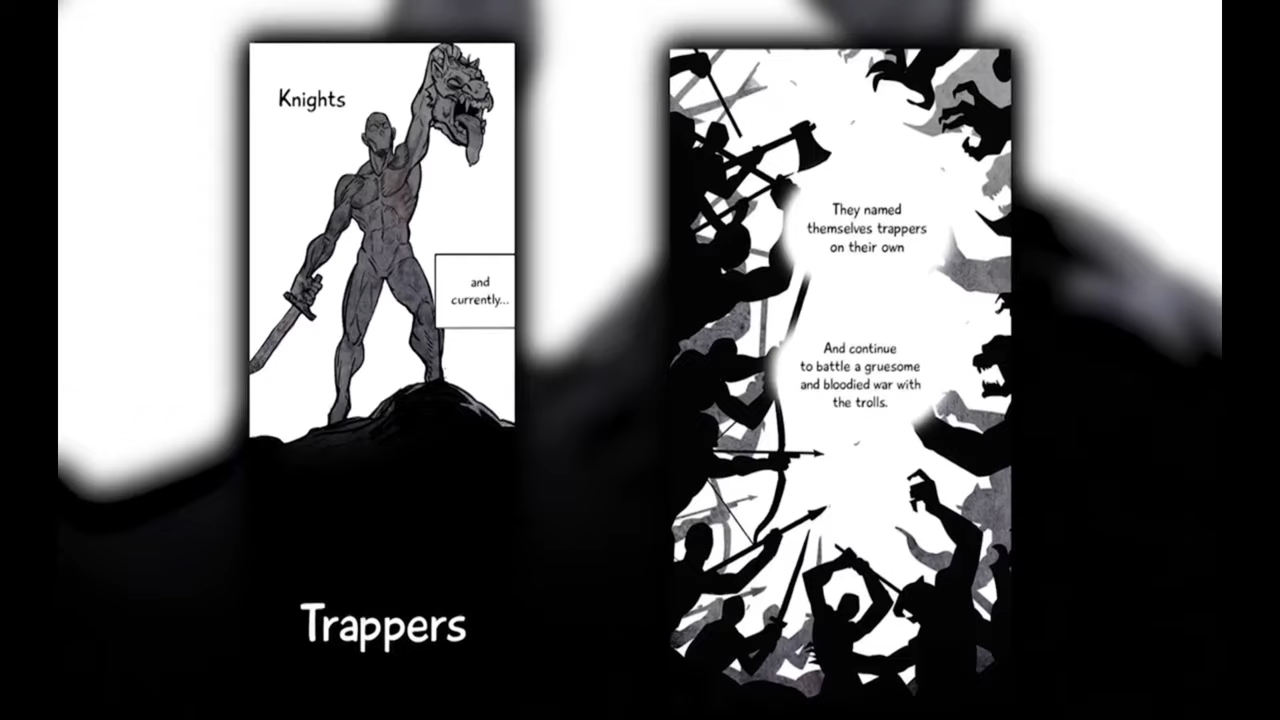 Knights
and
currently...
Trappers
They named
themselves trappers
on their own
And continue
to battle a gruesome
and bloodied war with
the trolls.